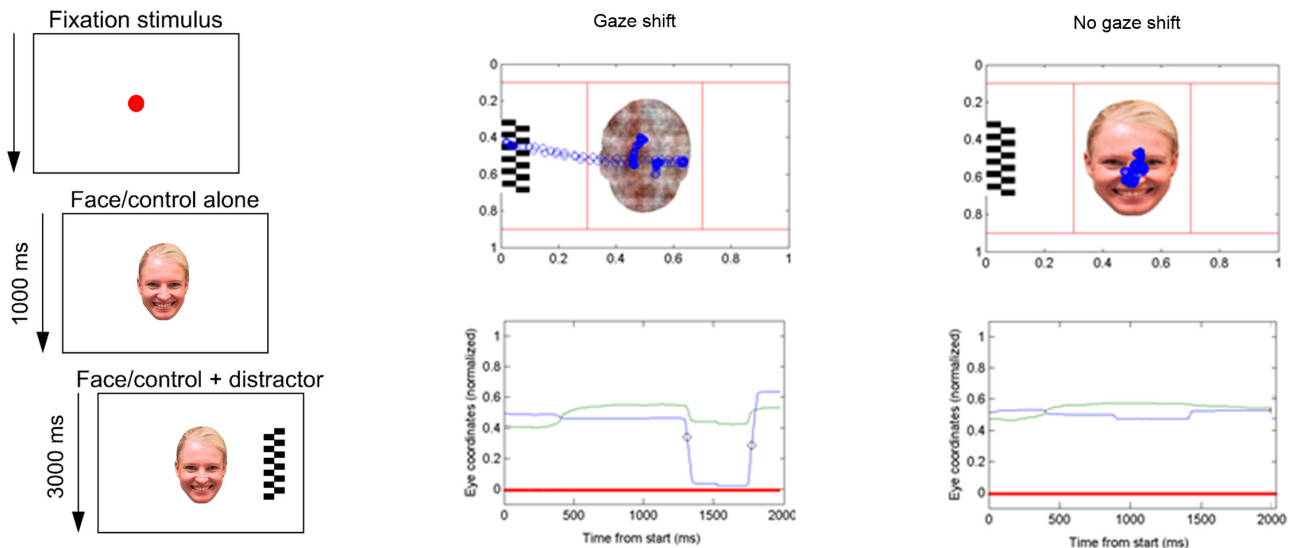 Fixation stimulus
Face/control alone
1000 ms
Face/control + distractor
3000 ms
Gaze shift
0
0.2
0.4
0.6
0.8
1
0 0.2 0.4 0.6 0.8 1
Eye coordinates (normalized)
1
0.8
0.6
0.4
0.2
0
0 500 1000 1500 2000
Time from start (ms)
No gaze shift
0
0.2
0.4
0.6
0.8
1
0 0.2 0.4 0.6 0.8 1
Eye coordinates (normalized)
1
0.8
0.6
0.4
0.2
0
0 500 1000 1500 2000
Time from start (ms)